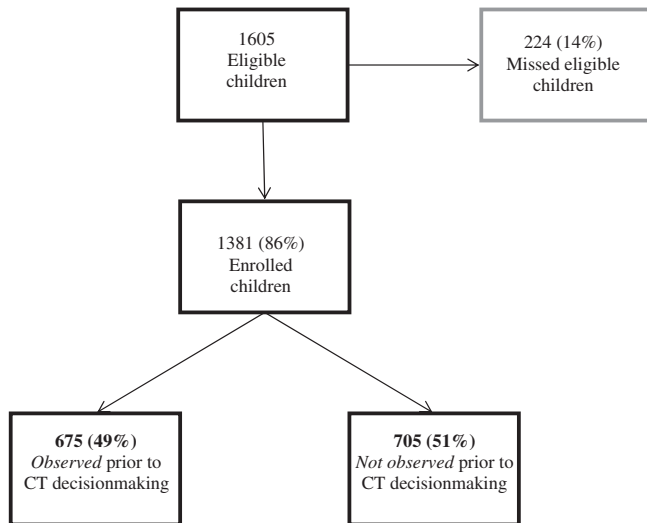 1605
Eligible
children
224 (14%)
Missed eligible
children
1381 (86%)
Enrolled
children
675 (49%)
Observed prior to
CT decisionmaking
705 (51%)
Not observed prior to
CT decisionmaking